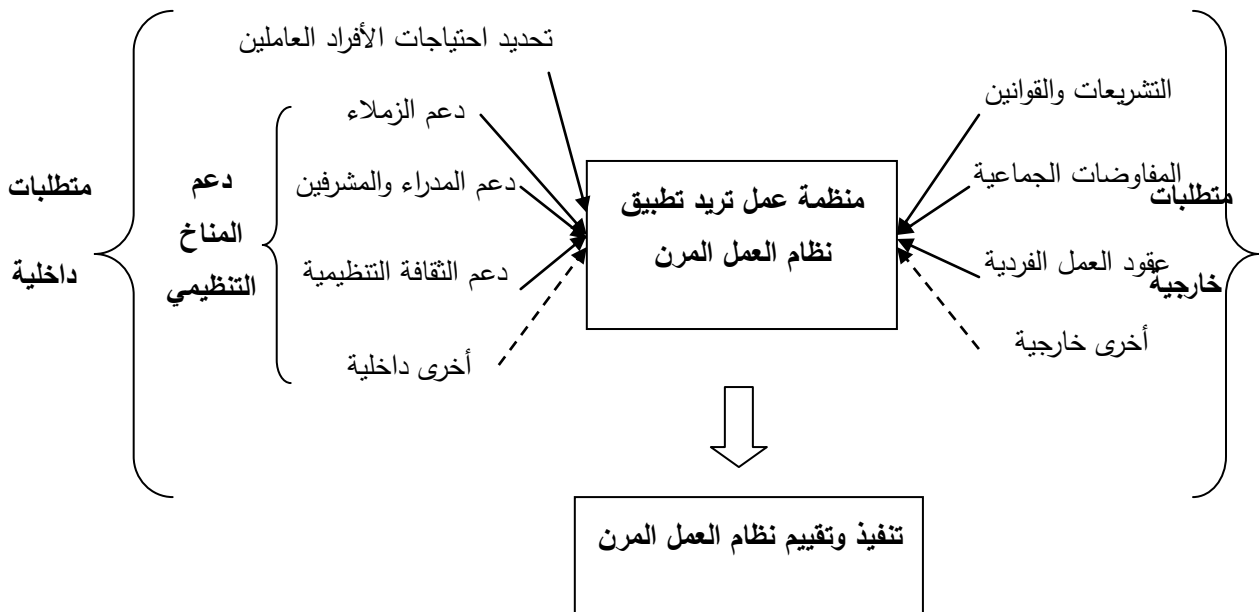 تحديد احتياجات الأفراد العاملين
التشريعات والقوانين
دعم الزملاء
المفاوضات الجماعية
متطلبات
خارجية
منظمة عمل تريد تطبيق
نظام العمل المرن
دعم المدراء والمشرفين
دعم
المناخ
التنظيمي
متطلبات
داخلية
عقود العمل الفردية
دعم الثقافة التنظيمية
أخرى خارجية
أخرى داخلية
تنفيذ وتقييم نظام العمل المرن